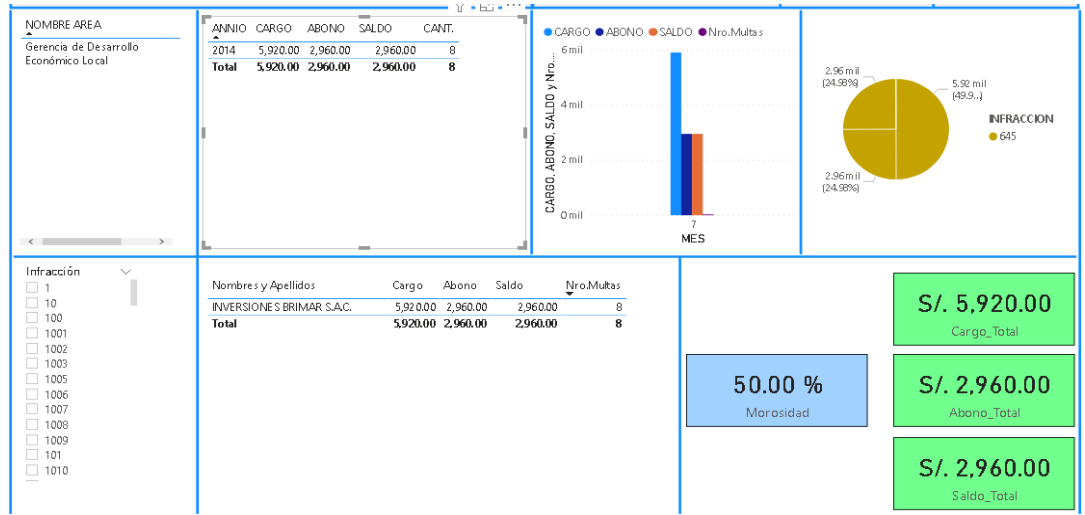 NOMBRE AREA
Gerencia de Desarrollo
Económico Local
ANNIO CARGO ABONO SALDO CANT.
2014 5,920.00 2,960.00 2,960.00 8
Total 5,920.00 2,960.00 2,960.00 8
CARGO ABONO SALDO Nro.Multas
CARGO, ABONO, SALDO y Nro....
6 mil
4 mil
2 mil
0 mil
7
MES
2.96 mil
(24.98%)
5.92 mil
(49.9...)
2.96 mil
(24.98%)
INFRACCION
645
Infracción
1
10
100
1001
1002
1003
1005
1006
1007
1008
1009
101
1010
Nombres y Apellidos Cargo Abono Saldo Nro.Multas
INVERSIONES BRIMAR S.A.C. 5,920.00 2,960.00 2,960.00 8
Total 5,920.00 2,960.00 2,960.00 8
50.00 %
Morosidad
S/. 5,920.00
Cargo_Total
S/. 2,960.00
Abono_Total
S/. 2,960.00
Saldo_Total